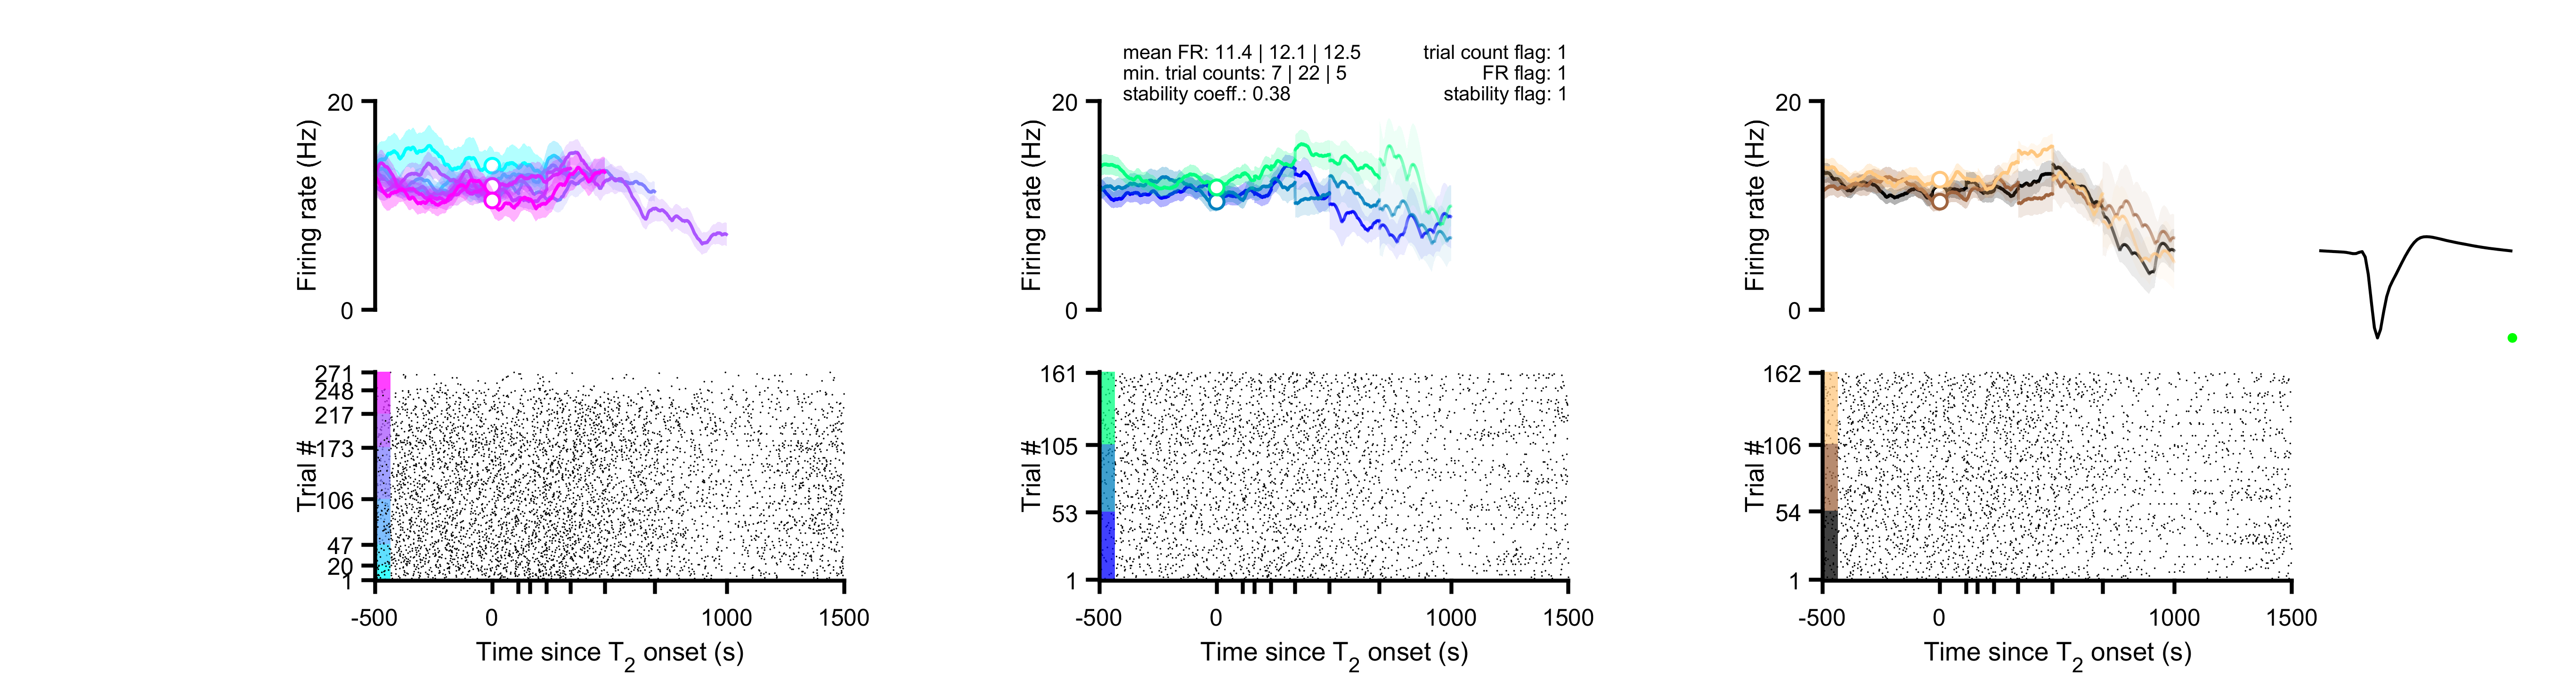 mean FR: 11.4 | 12.1 | 12.5
min. trial counts: 7 | 22 | 5
stability coeff.: 0.38
trial count flag: 1
FR flag: 1
stability flag: 1
20
0
Firing rate (Hz)
20
0
Firing rate (Hz)
20
0
Firing rate (Hz)
271
248
217
173
106
47
20
1
Trial #
-500
0
1000
1500
Time since T2 onset (s)
161
105
53
1
Trial #
-500
0
1000
1500
Time since T2 onset (s)
162
106
54
1
Trial #
-500
0
1000
1500
Time since T2 onset (s)